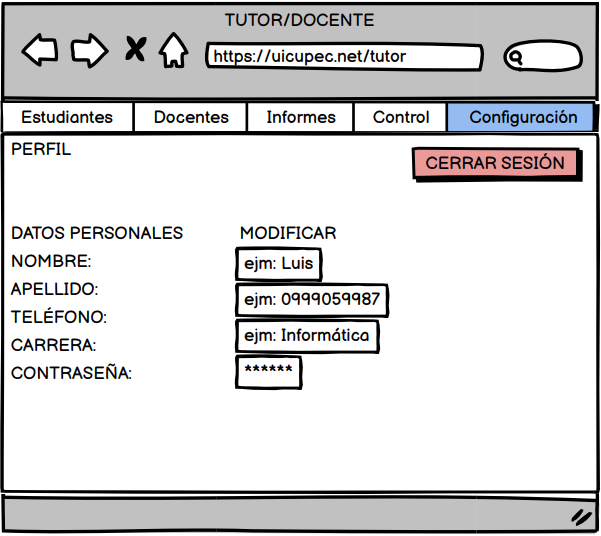 TUTOR/DOCENTE
https://uicupec.net/tutor
Estudiantes Docentes Informes Control Configuración
PERFIL
CERRAR SESIÓN
DATOS PERSONALES MODIFICAR
NOMBRE: ejm: Luis
APELLIDO: ejm: 0999059987
TELÉFONO: ejm: Informática
CARRERA: ******
CONTRASEÑA: